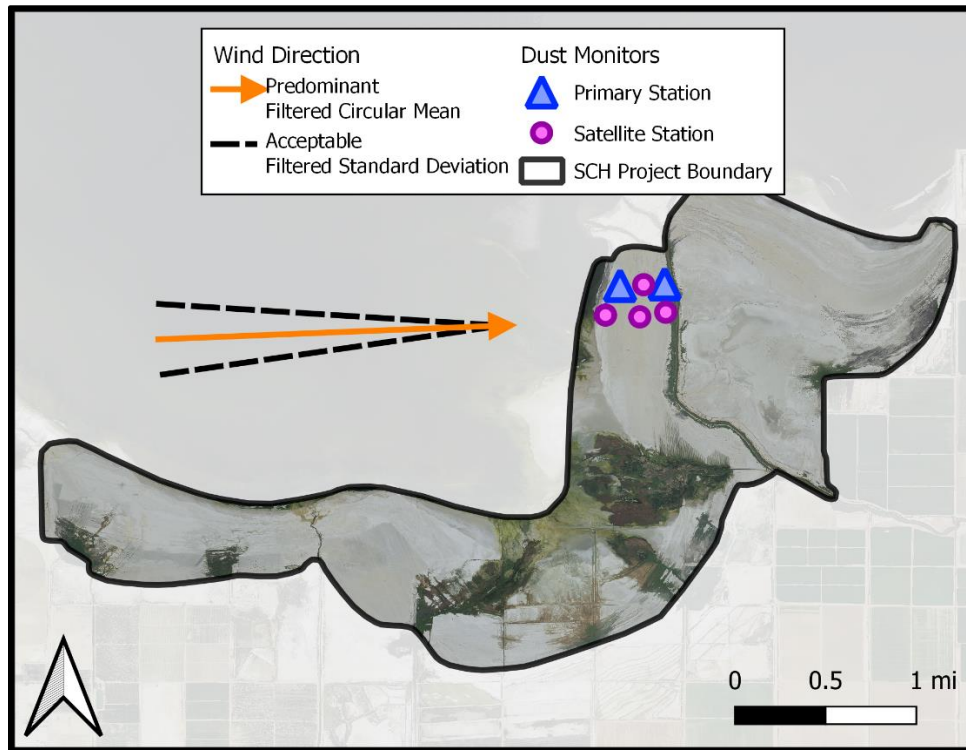 Wind Direction
Predominant
Filtered Circular Mean
Acceptable
Filtered Standard Deviation
Dust Monitors
Primary Station
Satellite Station
SCH Project Boundary
0 0.5 1 mi